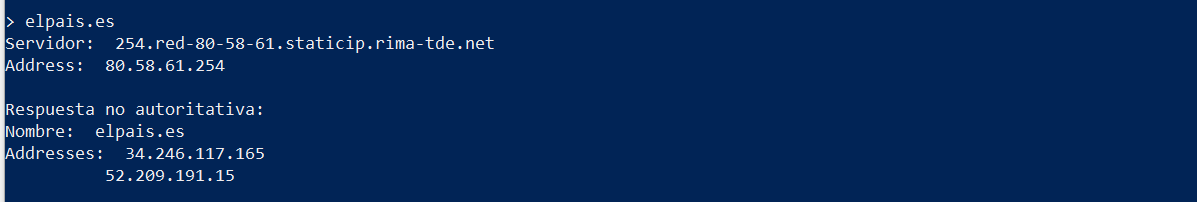 > elpais.es
Servidor:  254.red-80-58-61.staticip.rima-tde.net
Address:  80.58.61.254

Respuesta no autoritativa:
Nombre:  elpais.es
Addresses:  34.246.117.165
          52.209.191.15